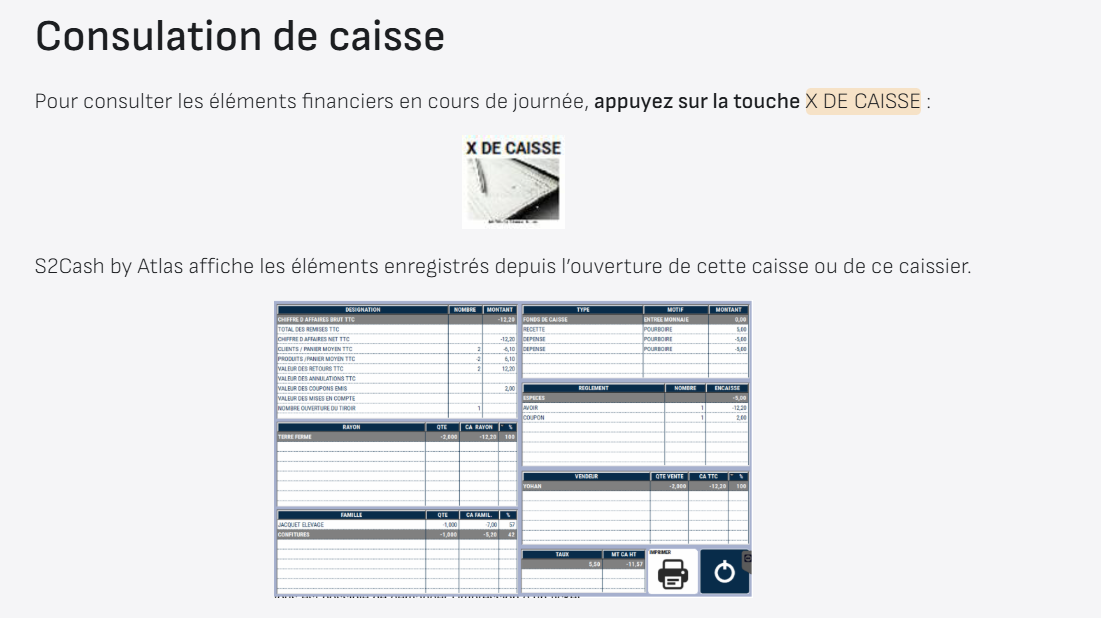 Consulation de caisse
Pour consulter les éléments financiers en cours de journée, appuyez sur la touche X DE CAISSE :
X DE CAISSE
S2Cash by Atlas affiche les éléments enregistrés depuis l'ouverture de cette caisse ou de ce caissier.
DESIGNATION NOMBRE MONTANT
CHIFFRE D AFFAIRES BRUT TTC -12,20
TOTAL DES REMISES TTC
CHIFFRE D AFFAIRES NET TTC -12,20
CLIENTS / PANIER MOYEN TTC 2 -6,10
PRODUITS /PANIER MOYEN TTC -2 6,10
VALEUR DES RETOURS TTC 2 12,20
VALEUR DES ANNULATIONS TTC
VALEUR DES COUPONS EMIS 2,00
VALEUR DES MISES EN COMPTE
NOMBRE OUVERTURE DU TIROIR 1
TYPE MOTIF MONTANT
FONDS DE CAISSE ENTREE MONNAIE 0,00
RECETTE POURBOIRE 5,00
DEPENSE POURBOIRE -5,00
DEPENSE POURBOIRE -5,00
REGLEMENT NOMBRE ENCAISSE
ESPECES -5,00
AVOIR 1 -12,20
COUPON 1 2,00
RAYON QTE CA RAYON %
TERRE FERME -2,000 -12,20 100
VENDEUR QTE VENTE CA TTC %
YOHAN -2,000 -12,20 100
FAMILLE QTE CA FAMIL. %
JACQUET ELEVAGE -1,000 -7,00 57
CONFITURES -1,000 -5,20 42
TAUX MT CA HT
5,50 -11,57
IMPRIMER